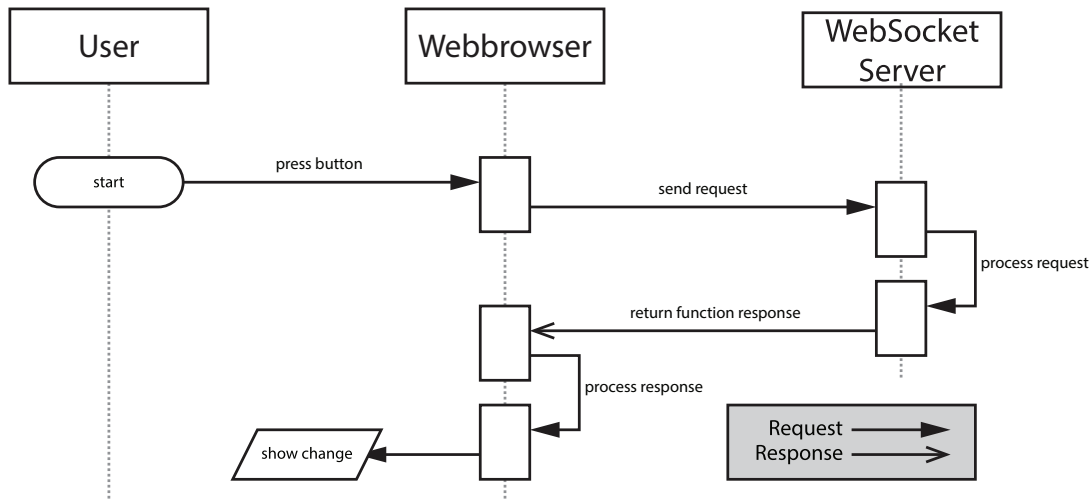 User
Webbrowser
WebSocket
Server
start
press button
send request
process request
return function response
process response
show change
Request
Response